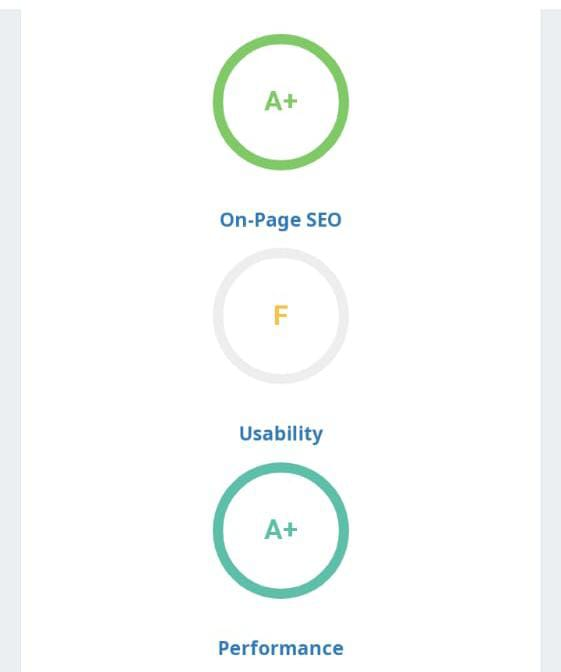 A+
On-Page SEO
F
Usability
A+
Performance